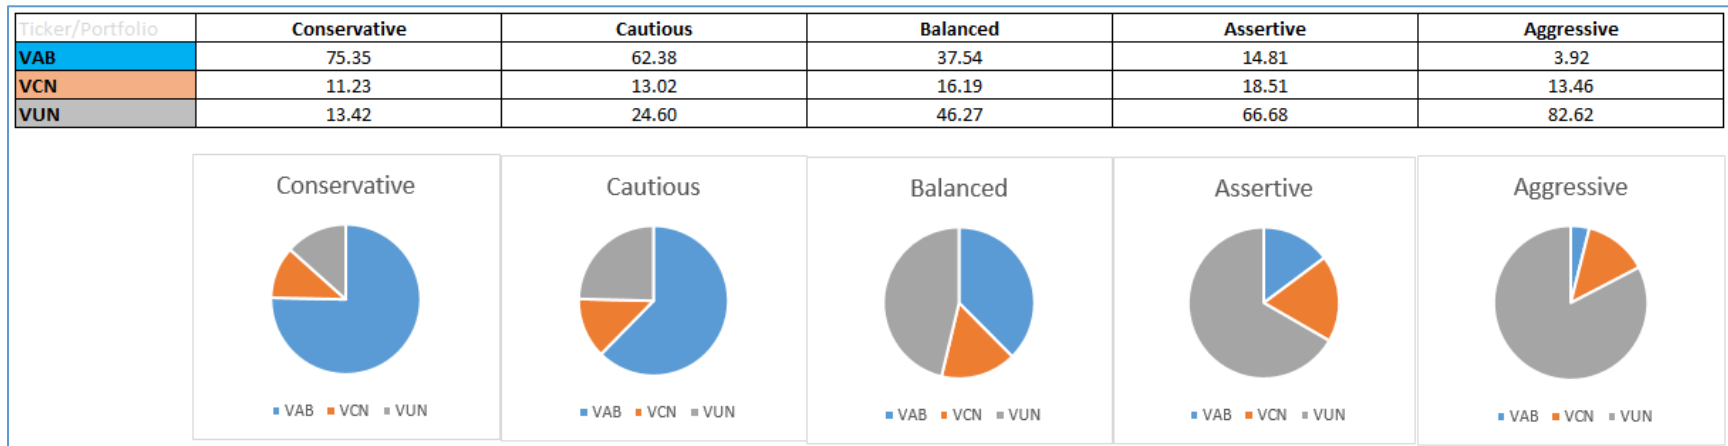 Ticker/Portfolio Conservative Cautious Balanced Assertive Aggressive
VAB 75.35 62.38 37.54 14.81 3.92
VCN 11.23 13.02 16.19 18.51 13.46
VUN 13.42 24.60 46.27 66.68 82.62
Conservative
VAB VCN VUN
Cautious
VAB VCN VUN
Balanced
VAB VCN VUN
Assertive
VAB VCN VUN
Aggressive
VAB VCN VUN